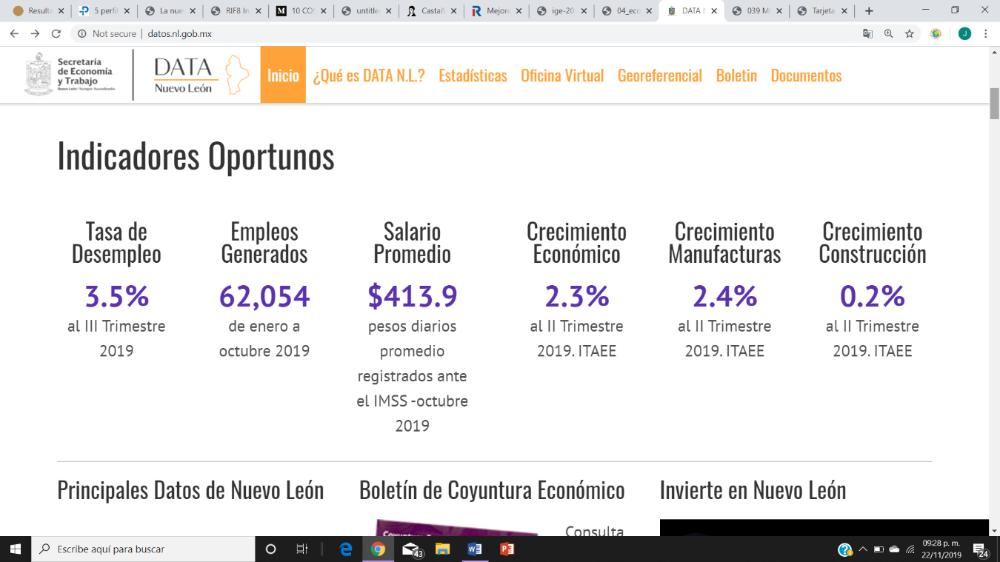 Resulta
5 perfil
La nue
RIF8 In
10 COS
untitle
Castañ
Mejore
ige-20
04_eco
DATA N
039 M
Tarjeta
Not secure | datos.nl.gob.mx
J
Secretaría
de Economía
y Trabajo
Nuevo León | Siempre Ascendiendo
DATA
Nuevo León
Inicio ¿Qué es DATA N.L.? Estadísticas Oficina Virtual Georeferencial Boletin Documentos
Indicadores Oportunos
Tasa de
Desempleo
3.5%
al III Trimestre
2019
Empleos
Generados
62,054
de enero a
octubre 2019
Salario
Promedio
$413.9
pesos diarios
promedio
registrados ante
el IMSS -octubre
2019
Crecimiento
Económico
2.3%
al II Trimestre
2019. ITAEE
Crecimiento
Manufacturas
2.4%
al II Trimestre
2019. ITAEE
Crecimiento
Construcción
0.2%
al II Trimestre
2019. ITAEE
Principales Datos de Nuevo León
Boletín de Coyuntura Económico
Consulta
Invierte en Nuevo León
Escribe aquí para buscar
43
09:28 p. m.
22/11/2019
24